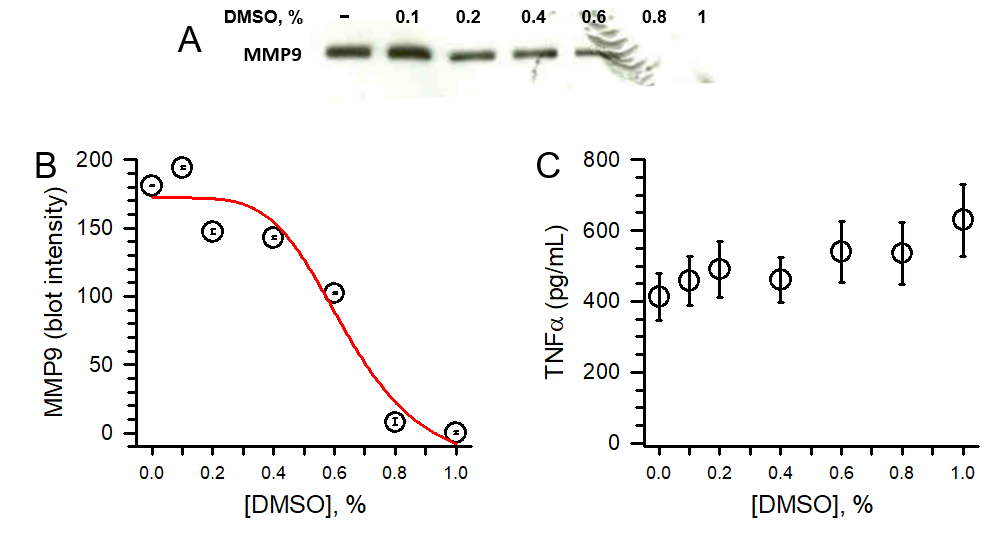 A
DMSO, % – 0.1 0.2 0.4 0.6 0.8 1
MMP9
B
MMP9 (blot intensity)
200
150
100
50
0
0.0 0.2 0.4 0.6 0.8 1.0
[DMSO], %
C
TNFα (pg/mL)
800
600
400
200
0
0.0 0.2 0.4 0.6 0.8 1.0
[DMSO], %